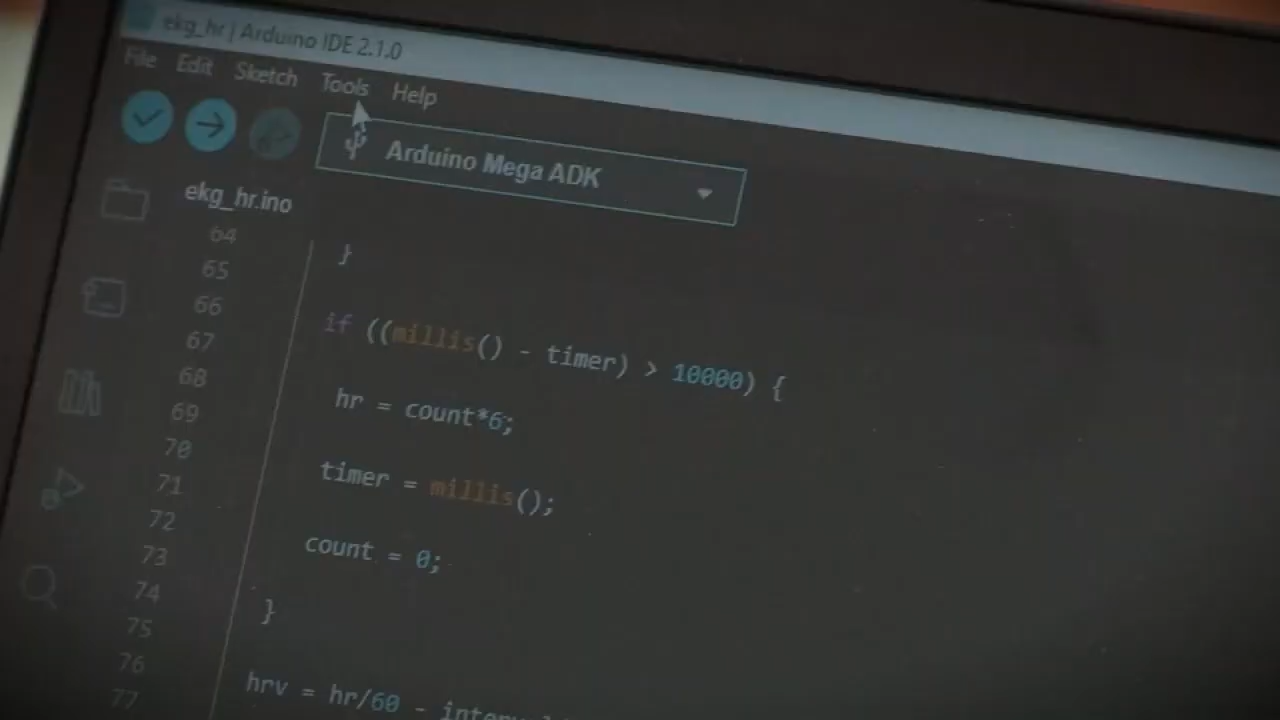 ekg_hr | Arduino IDE 2.1.0
File Edit Sketch Tools Help
Arduino Mega ADK
ekg_hr.ino
64 }
65
66 if ((millis() - timer) > 10000) {
67
68 hr = count*6;
69
70 timer = millis();
71
72 count = 0;
73
74 }
75
76 hrv = hr/60 -
77